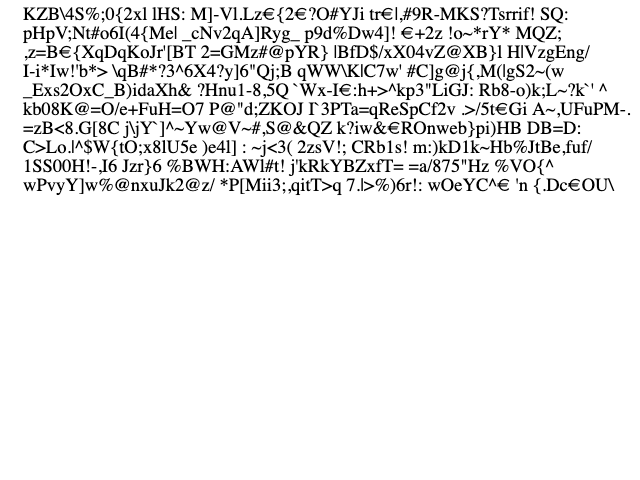 KZB\4S%;0{2xl lHS: M]-Vl.Lz€{2€?O#YJi tr€|,#9R-MKS?Tsrrif! SQ:
pHpV;Nt#o6I(4{Me| _cNv2qA]Ryg_ p9d%Dw4]! €+2z !o~*rY* MQZ;
,z=B€{XqDqKoJr'[BT 2=GMz#@pYR} |BfD$/xX04vZ@XB}l H|VzgEng/
I-i*Iw!'b*> \qB#*?3^6X4?y]6"Qj;B qWW\K|C7w' #C]g@j{,M(|gS2~(w
_Exs2OxC_B)idaXh& ?Hnu1-8,5Q `Wx-I€:h+>^kp3"LiGJ: Rb8-o)k;L~?k`' ^
kb08K@=O/e+FuH=O7 P@"d;ZKOJ I`3PTa=qReSpCf2v .>/5t€Gi A~,UFuPM-.
=zB<8.G[8C j\jY`]^~Yw@V~#,S@&QZ k?iw&€ROnweb}pi)HB DB=D:
C>Lo.l^$W{tO;x8lU5e )e4l] : ~j<3( 2zsV!; CRb1s! m:)kD1k~Hb%JtBe,fuf/
1SS00H!-,I6 Jzr}6 %BWH:AWl#t! j'kRkYBZxfT= =a/875"Hz %VO{^
wPvyY]w%@nxuJk2@z/ *P[Mii3;,qitT>q 7.|>%)6r!: wOeYC^€ 'n {.Dc€OU\